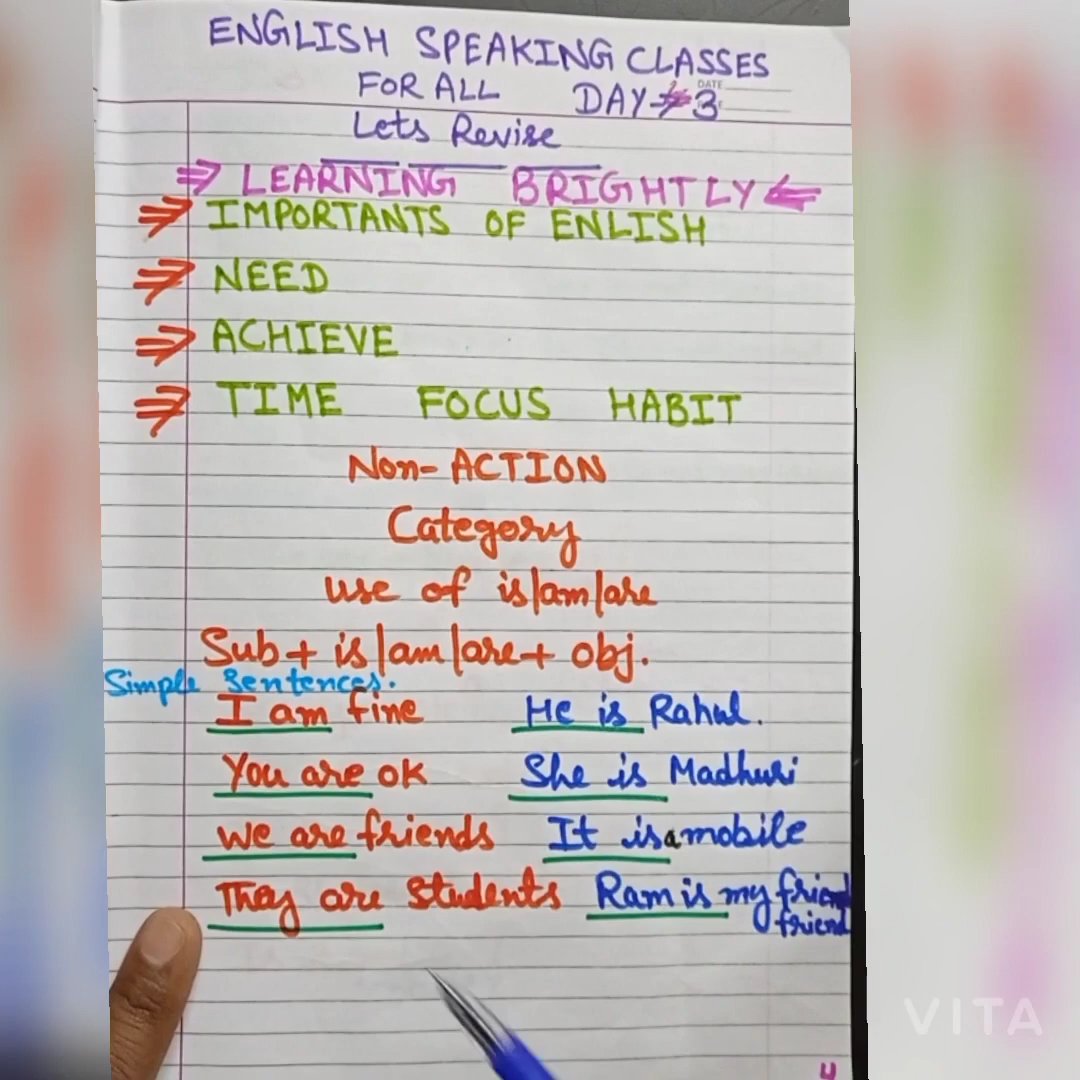 ENGLISH SPEAKING CLASSES
FOR ALL DAY 3
DATE
Lets Revise
⇒ LEARNING BRIGHTLY ⇐
⇒ IMPORTANTS OF ENLISH
⇒ NEED
⇒ ACHIEVE
⇒ TIME FOCUS HABIT
Non-ACTION
Category
use of is/am/are
Sub + is/am/are + obj.
Simple Sentences.
I am fine He is Rahul.
You are ok She is Madhuri
We are friends It is a mobile
They are students Ram is my friend
friend
VITA
4